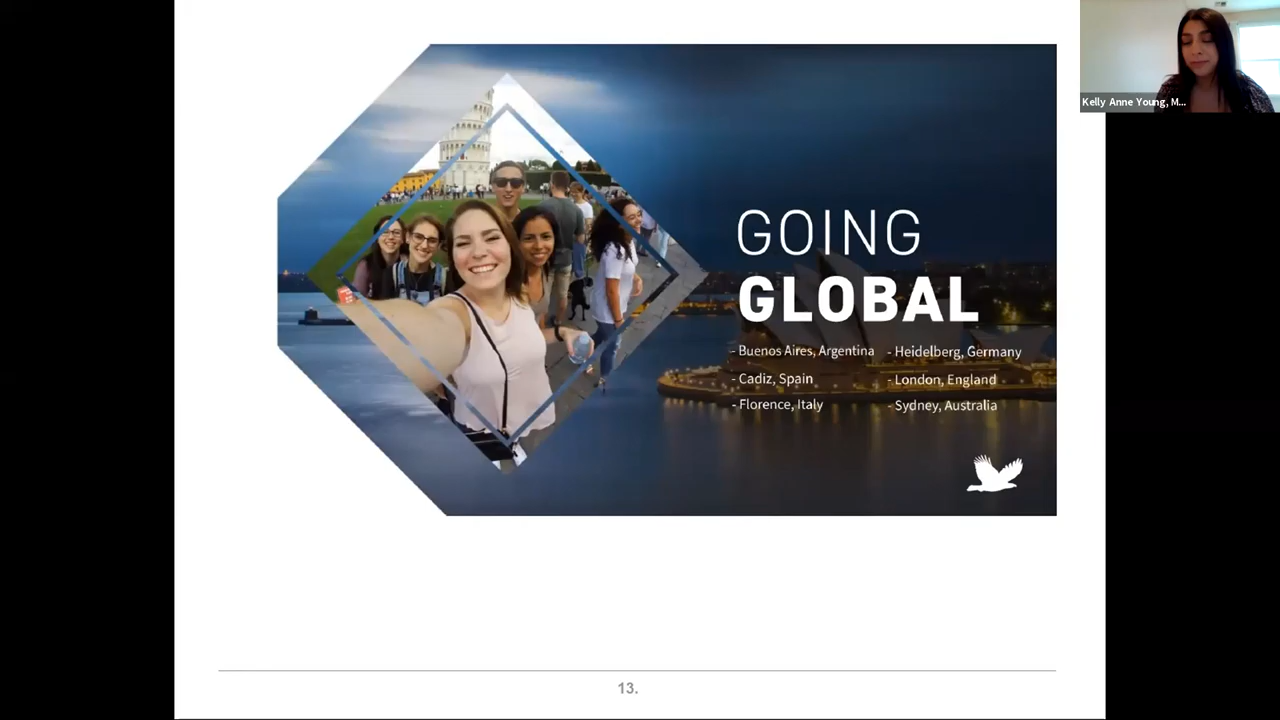 Kelly Anne Young, M...
GOING
GLOBAL
- Buenos Aires, Argentina
- Cadiz, Spain
- Florence, Italy
- Heidelberg, Germany
- London, England
- Sydney, Australia
13.